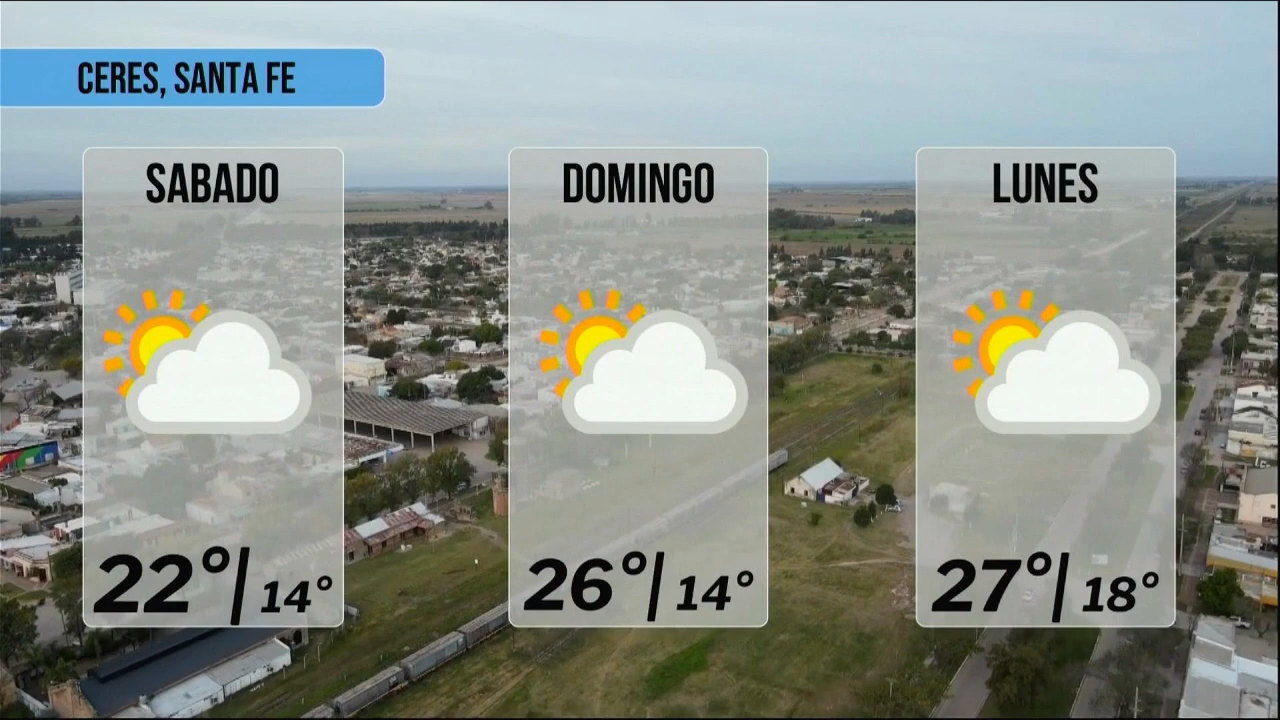 CERES, SANTA FE
SABADO
DOMINGO
LUNES
22°/14°
26°/14°
27°/18°